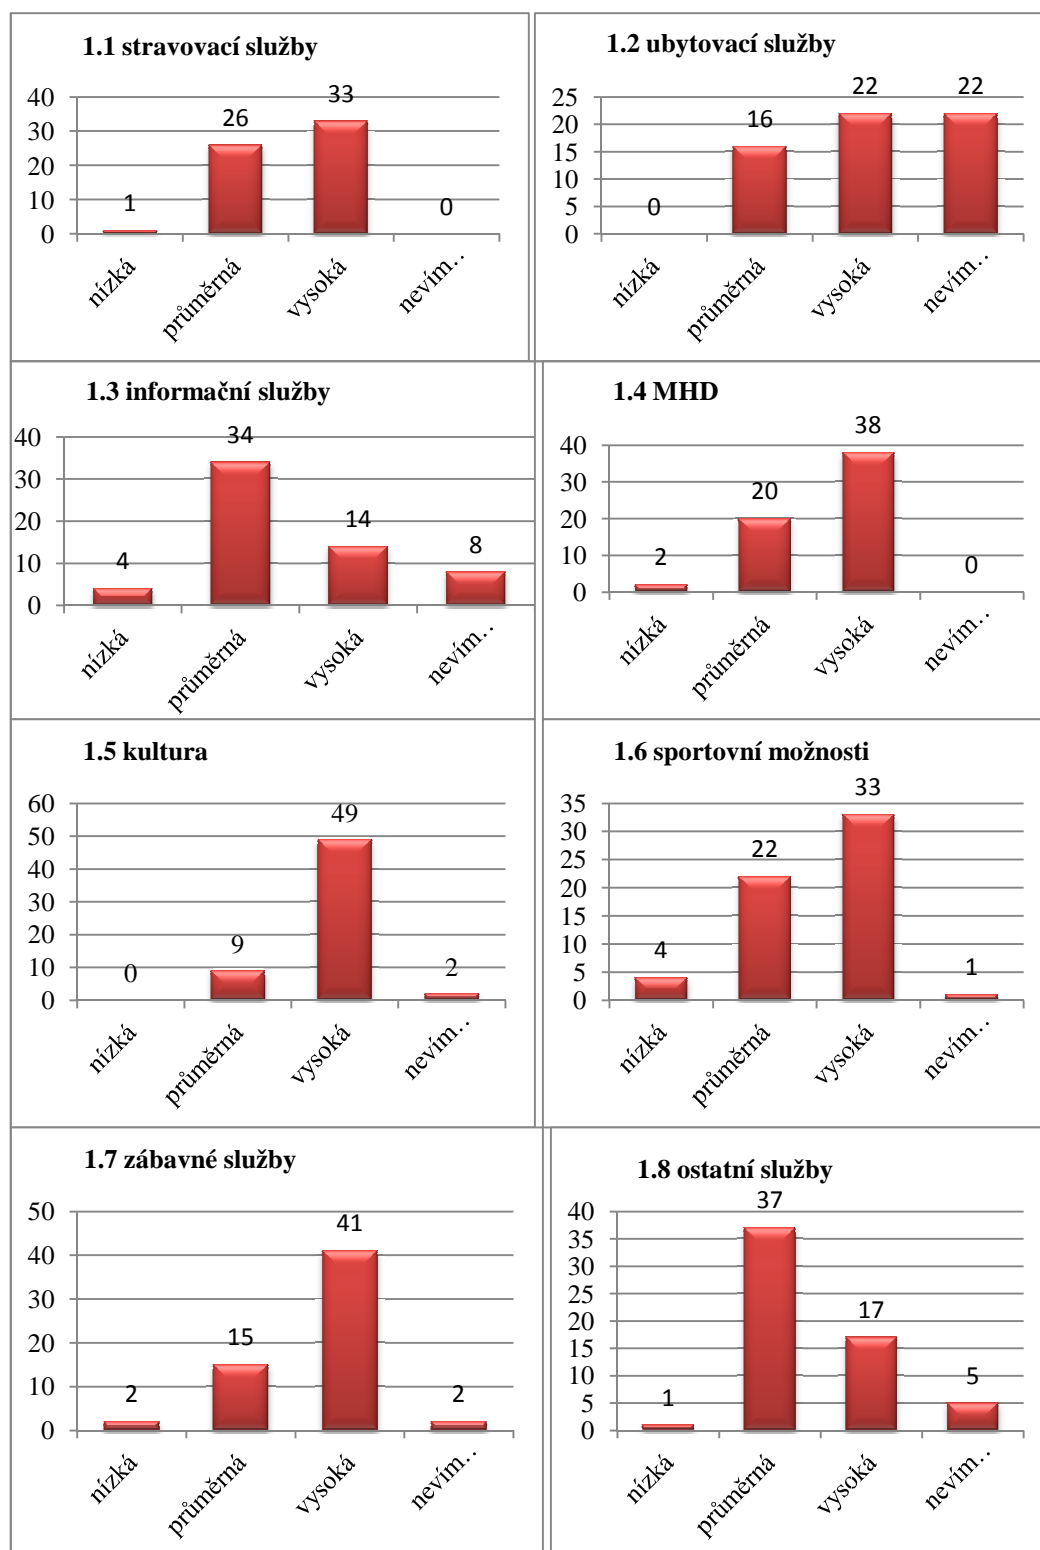 1.1 stravovací služby
40
30
20
10
0
1
26
33
0
nízká
průměrná
vysoká
nevím..
1.2 ubytovací služby
25
20
15
10
5
0
0
16
22
22
nízká
průměrná
vysoká
nevím..
1.3 informační služby
40
30
20
10
0
4
34
14
8
nízká
průměrná
vysoká
nevím..
1.4 MHD
40
30
20
10
0
2
20
38
0
nízká
průměrná
vysoká
nevím..
1.5 kultura
60
50
40
30
20
10
0
0
9
49
2
nízká
průměrná
vysoká
nevím..
1.6 sportovní možnosti
35
30
25
20
15
10
5
0
4
22
33
1
nízká
průměrná
vysoká
nevím..
1.7 zábavné služby
50
40
30
20
10
0
2
15
41
2
nízká
průměrná
vysoká
nevím..
1.8 ostatní služby
40
35
30
25
20
15
10
5
0
1
37
17
5
nízká
průměrná
vysoká
nevím..